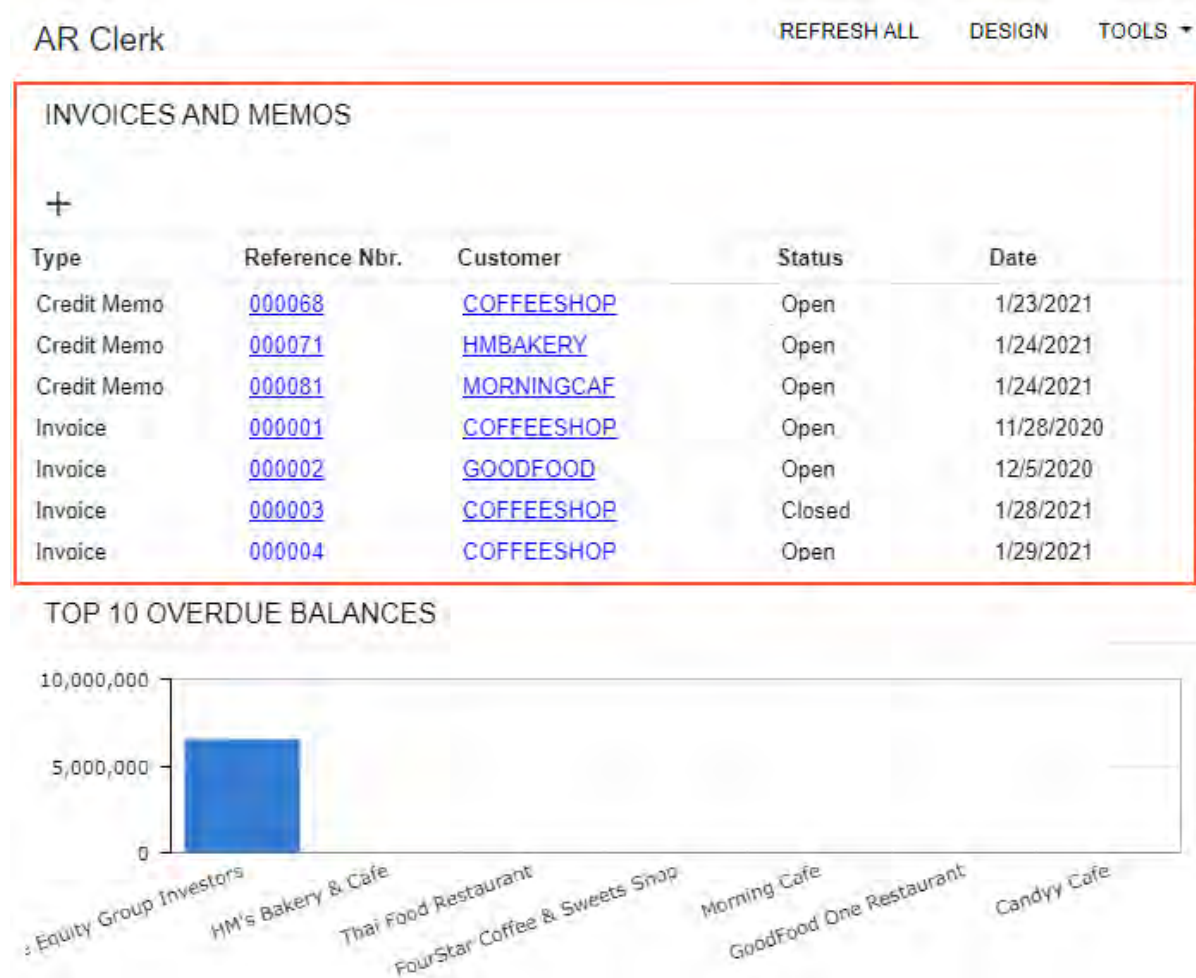 AR Clerk REFRESH ALL DESIGN TOOLS
INVOICES AND MEMOS
+
Type Reference Nbr. Customer Status Date
Credit Memo 000068 COFFEESHOP Open 1/23/2021
Credit Memo 000071 HMBAKERY Open 1/24/2021
Credit Memo 000081 MORNINGCAF Open 1/24/2021
Invoice 000001 COFFEESHOP Open 11/28/2020
Invoice 000002 GOODFOOD Open 12/5/2020
Invoice 000003 COFFEESHOP Closed 1/28/2021
Invoice 000004 COFFEESHOP Open 1/29/2021
TOP 10 OVERDUE BALANCES
10,000,000
5,000,000
0
Equity Group Investors
HM's Bakery & Cafe
Thai Food Restaurant
FourStar Coffee & Sweets Shop
Morning Cafe
GoodFood One Restaurant
Candyy Cafe